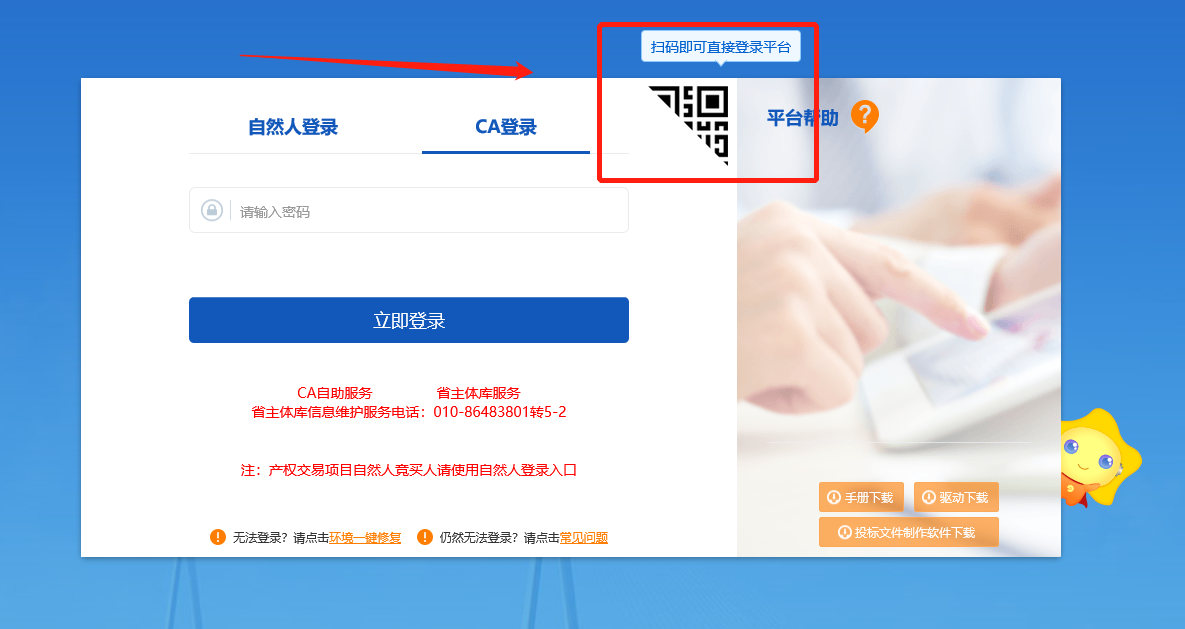 扫码即可直接登录平台
自然人登录
CA登录
平台帮助
?
请输入密码
立即登录
CA自助服务 省主体库服务
省主体库信息维护服务电话：010-86483801转5-2
注：产权交易项目自然人竞买人请使用自然人登录入口
手册下载
驱动下载
投标文件制作软件下载
无法登录？请点击环境一键修复
仍然无法登录？请点击常见问题